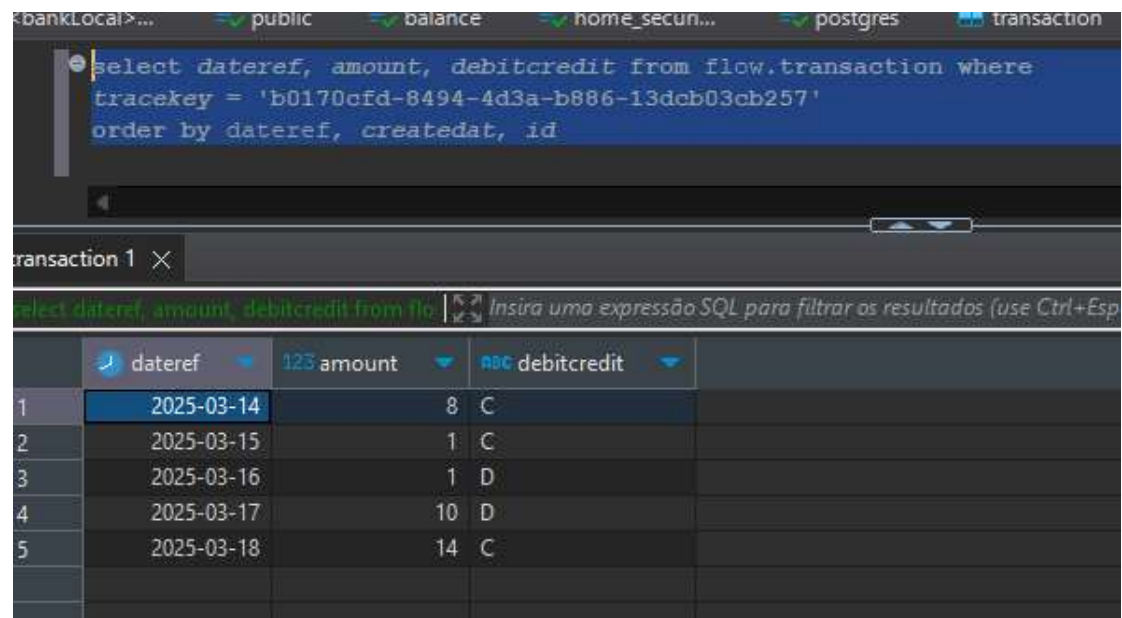 <bankLocal>...
public
balance
home_secun...
postgres
transaction
select dateref, amount, debitcredit from flow.transaction where
tracekey = 'b0170cfd-8494-4d3a-b886-13dcb03cb257'
order by dateref, createdat, id
transaction 1
select dateref, amount, debitcredit from flo
Insira uma expressão SQL para filtrar os resultados (use Ctrl+Esp
dateref 123 amount ABC debitcredit
1 2025-03-14 8 C
2 2025-03-15 1 C
3 2025-03-16 1 D
4 2025-03-17 10 D
5 2025-03-18 14 C